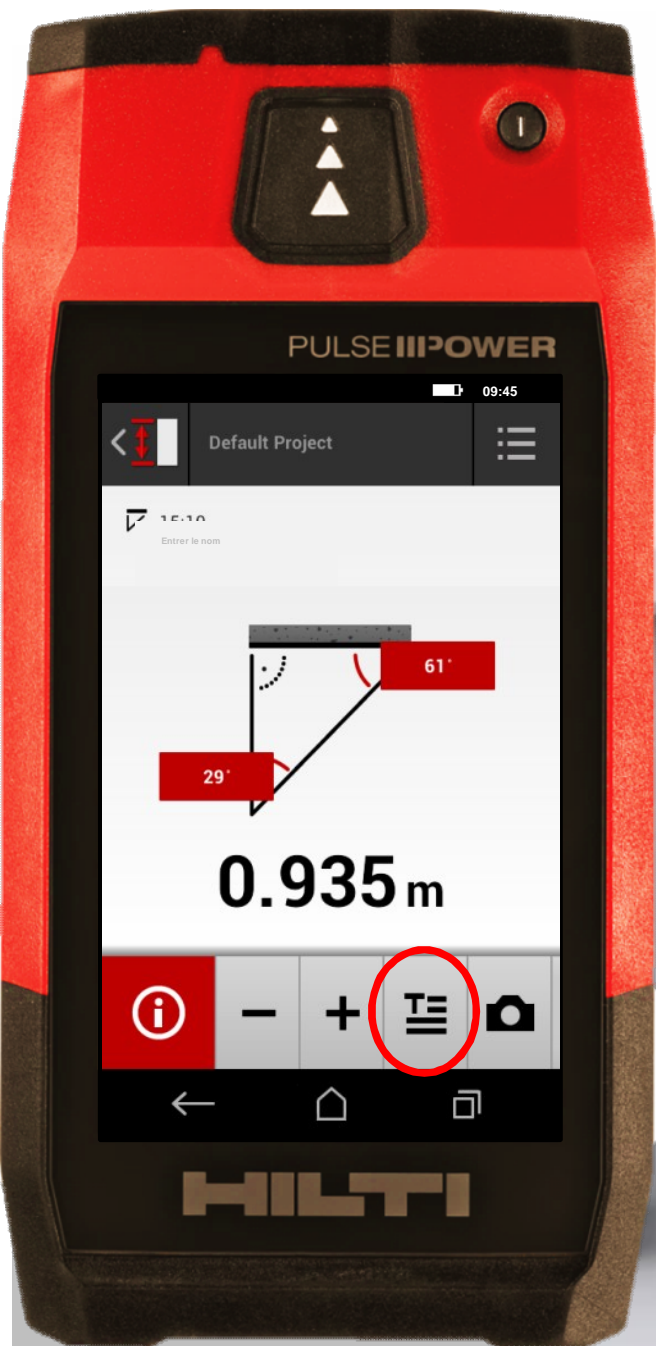 PULSE POWER
09:45
Default Project
15:10
Entrer le nom
61°
29°
0.935 m
HILTI